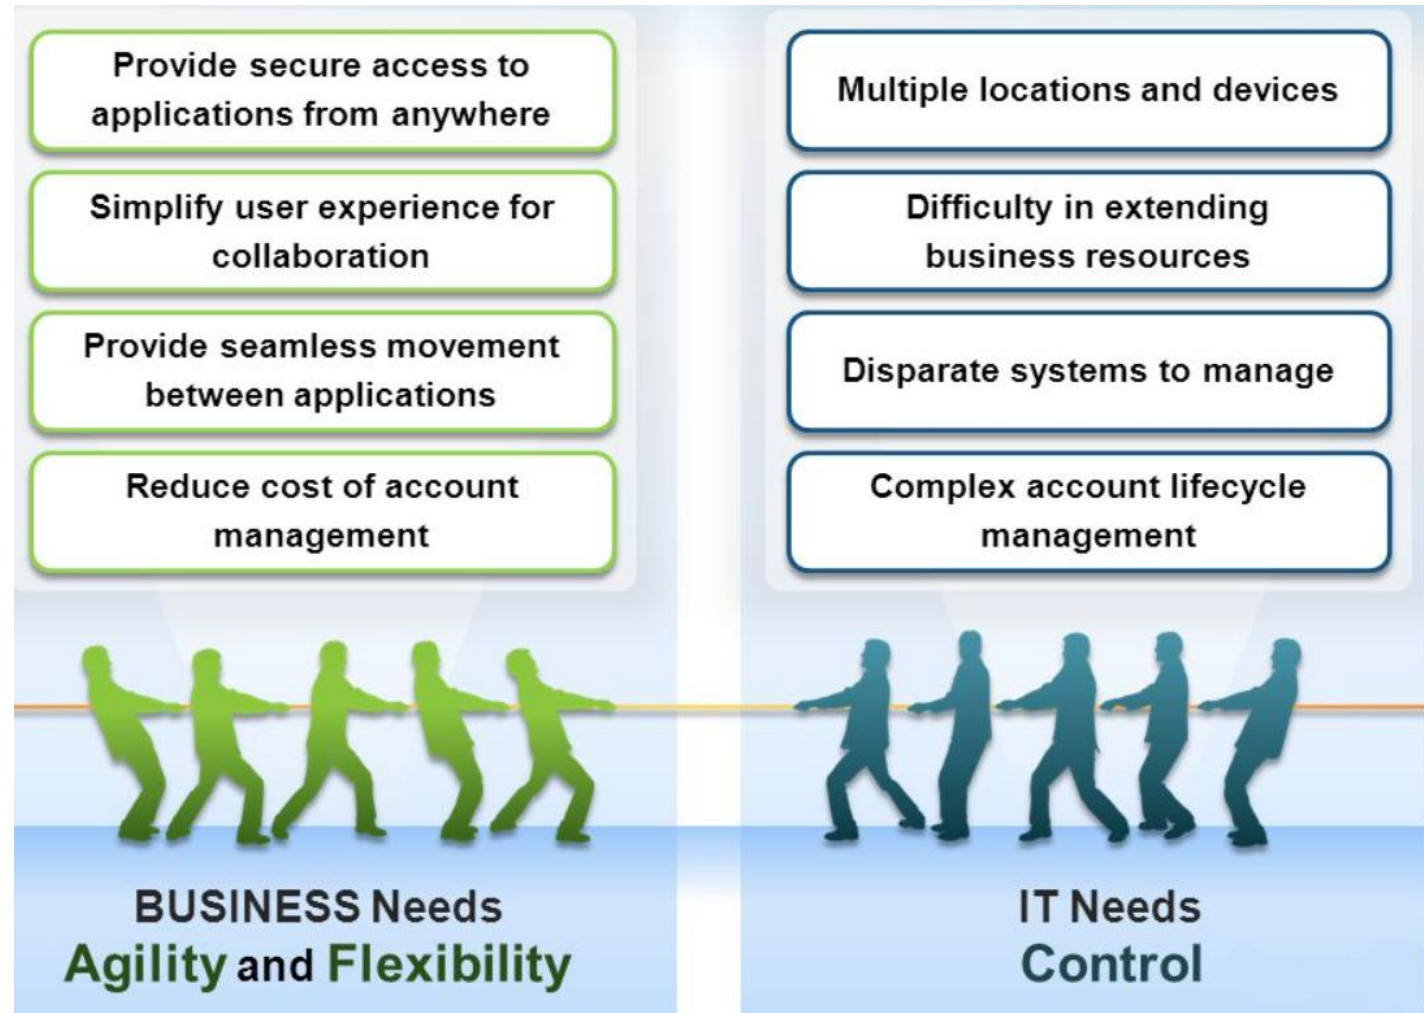 Provide secure access to
applications from anywhere
Simplify user experience for
collaboration
Provide seamless movement
between applications
Reduce cost of account
management
BUSINESS Needs
Agility and Flexibility
Multiple locations and devices
Difficulty in extending
business resources
Disparate systems to manage
Complex account lifecycle
management
IT Needs
Control